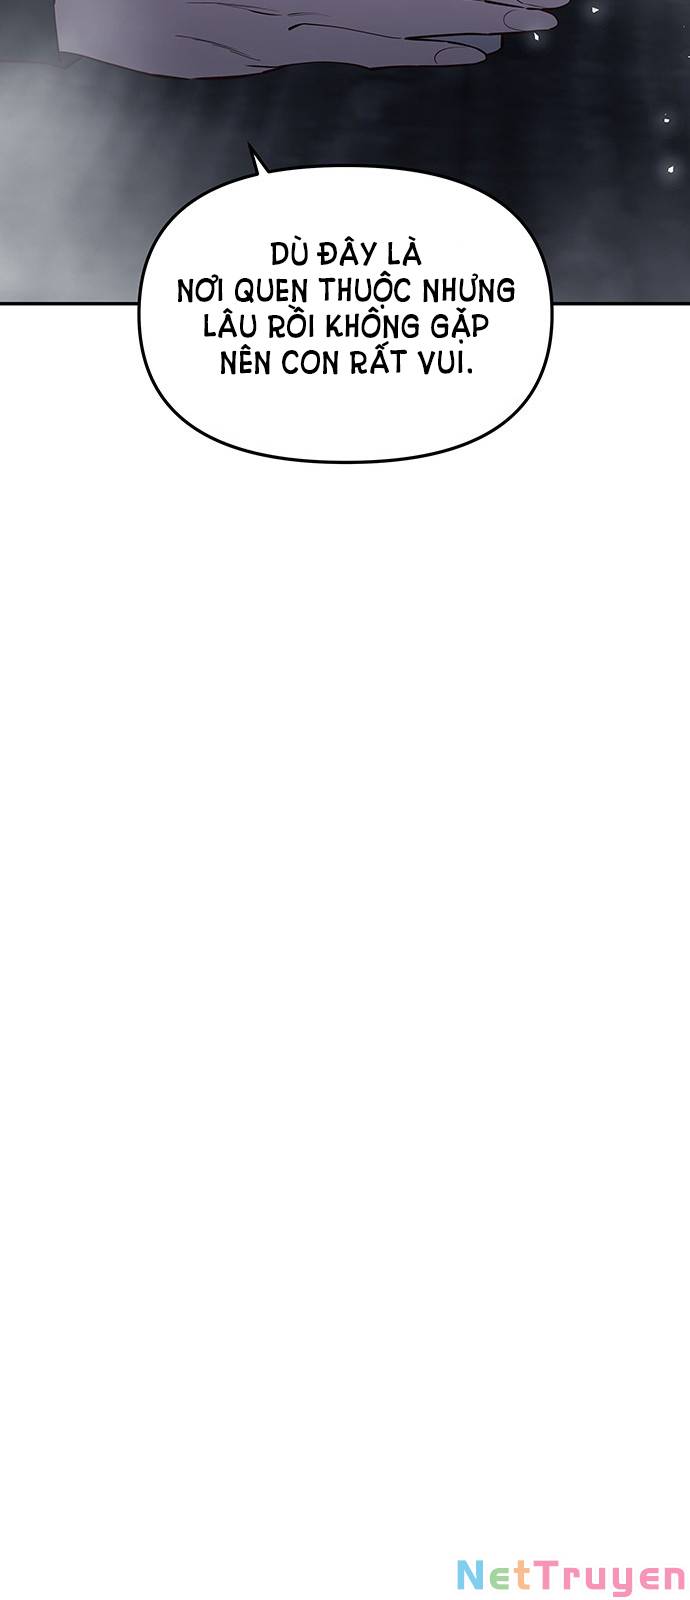 DÙ ĐÂY LÀ
NƠI QUEN THUỘC NHƯNG
LÂU RỒI KHÔNG GẶP
NÊN CON RẤT VUI.
NetTruyen